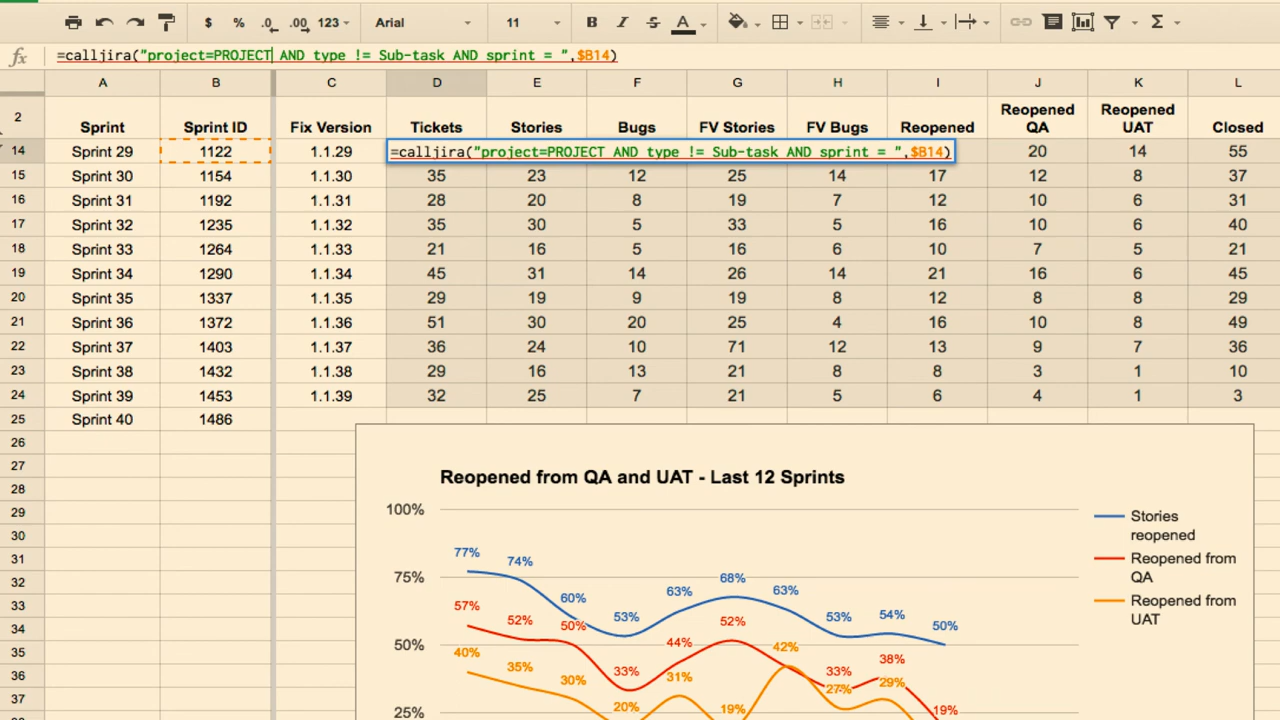 $ % .0 .00 123 Arial 11 B I S A Σ
fx =calljira("project=PROJECT AND type != Sub-task AND sprint = ",$B14)
A B C D E F G H I J K L
2 Sprint Sprint ID Fix Version Tickets Stories Bugs FV Stories FV Bugs Reopened Reopened QA Reopened UAT Closed
14 Sprint 29 1122 1.1.29 =calljira("project=PROJECT AND type != Sub-task AND sprint = ",$B14) 20 14 55
15 Sprint 30 1154 1.1.30 35 23 12 25 14 17 12 8 37
16 Sprint 31 1192 1.1.31 28 20 8 19 7 12 10 6 31
17 Sprint 32 1235 1.1.32 35 30 5 33 5 16 10 6 40
18 Sprint 33 1264 1.1.33 21 16 5 16 6 10 7 5 21
19 Sprint 34 1290 1.1.34 45 31 14 26 14 21 16 6 45
20 Sprint 35 1337 1.1.35 29 19 9 19 8 12 8 8 29
21 Sprint 36 1372 1.1.36 51 30 20 25 4 16 10 8 49
22 Sprint 37 1403 1.1.37 36 24 10 71 12 13 9 7 36
23 Sprint 38 1432 1.1.38 29 16 13 21 8 8 3 1 10
24 Sprint 39 1453 1.1.39 32 25 7 21 5 6 4 1 3
25 Sprint 40 1486
26
27
28
29
30
31
32
33
34
35
36
37
Reopened from QA and UAT - Last 12 Sprints
100%
75%
50%
25%
77% 74% 60% 53% 63% 68% 63% 53% 54% 50%
57% 52% 50% 33% 44% 52% 33% 38% 19%
40% 35% 30% 20% 31% 19% 42% 27% 29%
Stories
reopened
Reopened from
QA
Reopened from
UAT